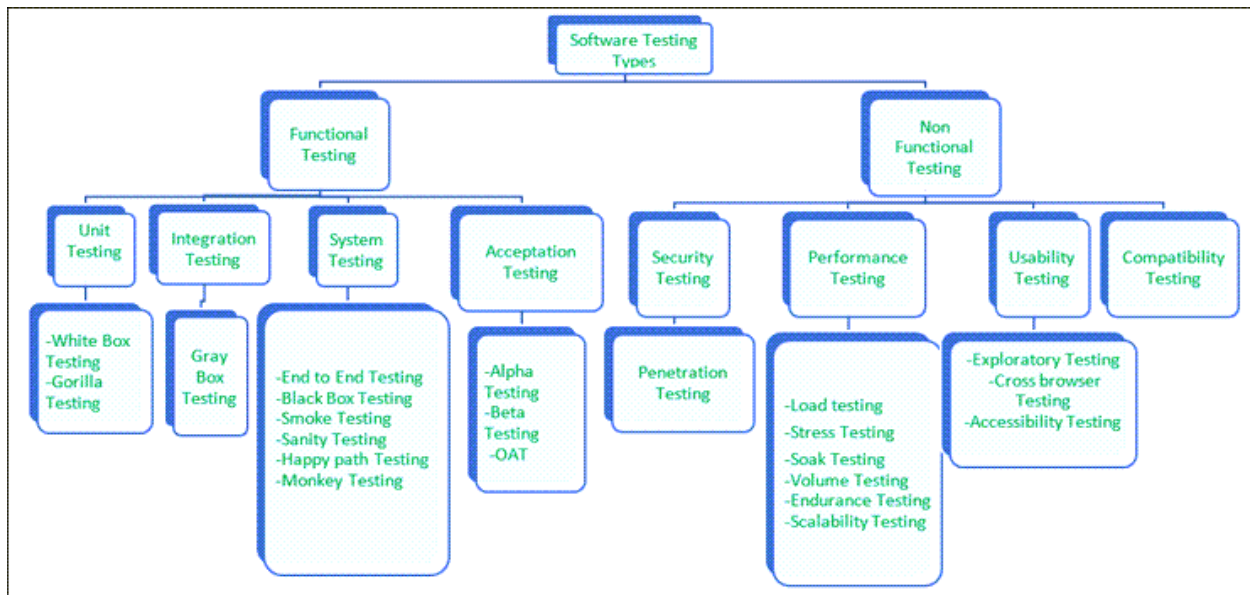 Software Testing
Types
Functional
Testing
Non
Functional
Testing
Unit
Testing
Integration
Testing
System
Testing
Acceptation
Testing
Security
Testing
Performance
Testing
Usability
Testing
Compatibility
Testing
-White Box
Testing
-Gorilla
Testing
Gray
Box
Testing
-End to End Testing
-Black Box Testing
-Smoke Testing
-Sanity Testing
-Happy path Testing
-Monkey Testing
-Alpha
Testing
-Beta
Testing
-OAT
Penetration
Testing
-Load testing
-Stress Testing
-Soak Testing
-Volume Testing
-Endurance Testing
-Scalability Testing
-Exploratory Testing
-Cross browser
Testing
-Accessibility Testing